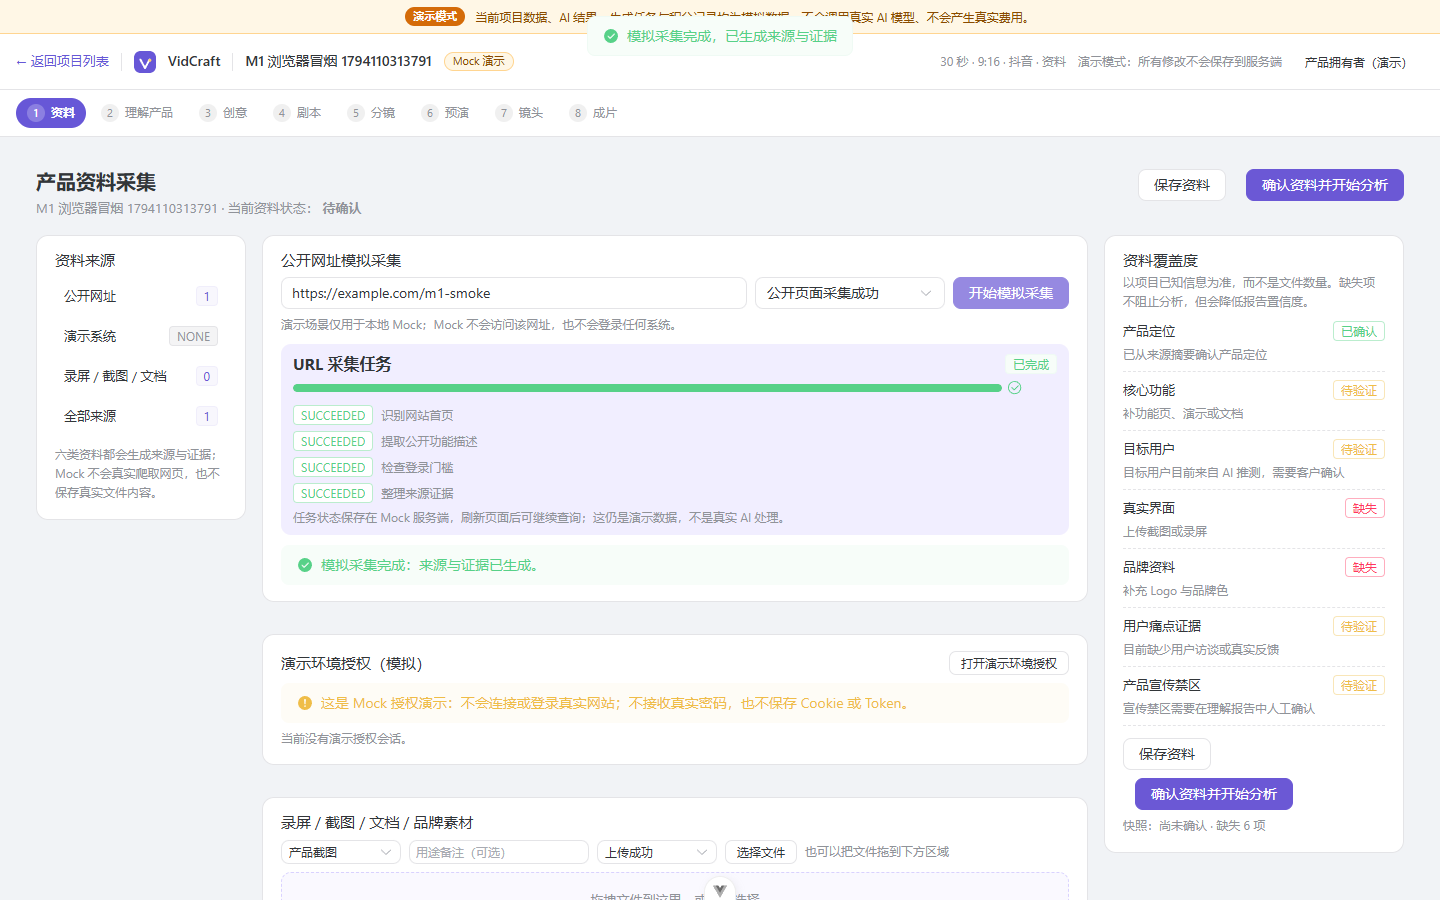 演示模式 当前项目数据、AI 结果、生成任务与积分记录均为模拟数据，不会调用真实 AI 模型、不会产生真实费用。
模拟采集完成，已生成来源与证据
← 返回项目列表 VidCraft M1 浏览器冒烟 1794110313791 Mock 演示 30 秒 · 9:16 · 抖音 · 资料 演示模式：所有修改不会保存到服务端 产品拥有者（演示）
1 资料 2 理解产品 3 创意 4 剧本 5 分镜 6 预演 7 镜头 8 成片
产品资料采集
M1 浏览器冒烟 1794110313791 · 当前资料状态： 待确认
保存资料 确认资料并开始分析
资料来源
公开网址 1
演示系统 NONE
录屏 / 截图 / 文档 0
全部来源 1
六类资料都会生成来源与证据；
Mock 不会真实爬取网页，也不
保存真实文件内容。
公开网址模拟采集
https://example.com/m1-smoke 公开页面采集成功 开始模拟采集
演示场景仅用于本地 Mock；Mock 不会访问该网址，也不会登录任何系统。
URL 采集任务 已完成
SUCCEEDED 识别网站首页
SUCCEEDED 提取公开功能描述
SUCCEEDED 检查登录门槛
SUCCEEDED 整理来源证据
任务状态保存在 Mock 服务端，刷新页面后可继续查询；这仍是演示数据，不是真实 AI 处理。
模拟采集完成：来源与证据已生成。
演示环境授权（模拟） 打开演示环境授权
这是 Mock 授权演示：不会连接或登录真实网站；不接收真实密码，也不保存 Cookie 或 Token。
当前没有演示授权会话。
录屏 / 截图 / 文档 / 品牌素材
产品截图 用途备注（可选） 上传成功 选择文件 也可以把文件拖到下方区域
资料覆盖度
以项目已知信息为准，而不是文件数量。缺失项
不阻止分析，但会降低报告置信度。
产品定位 已确认
已从来源摘要确认产品定位
核心功能 待验证
补功能页、演示或文档
目标用户 待验证
目标用户目前来自 AI 推测，需要客户确认
真实界面 缺失
上传截图或录屏
品牌资料 缺失
补充 Logo 与品牌色
用户痛点证据 待验证
目前缺少用户访谈或真实反馈
产品宣传禁区 待验证
宣传禁区需要在理解报告中人工确认
保存资料
确认资料并开始分析
快照：尚未确认 · 缺失 6 项